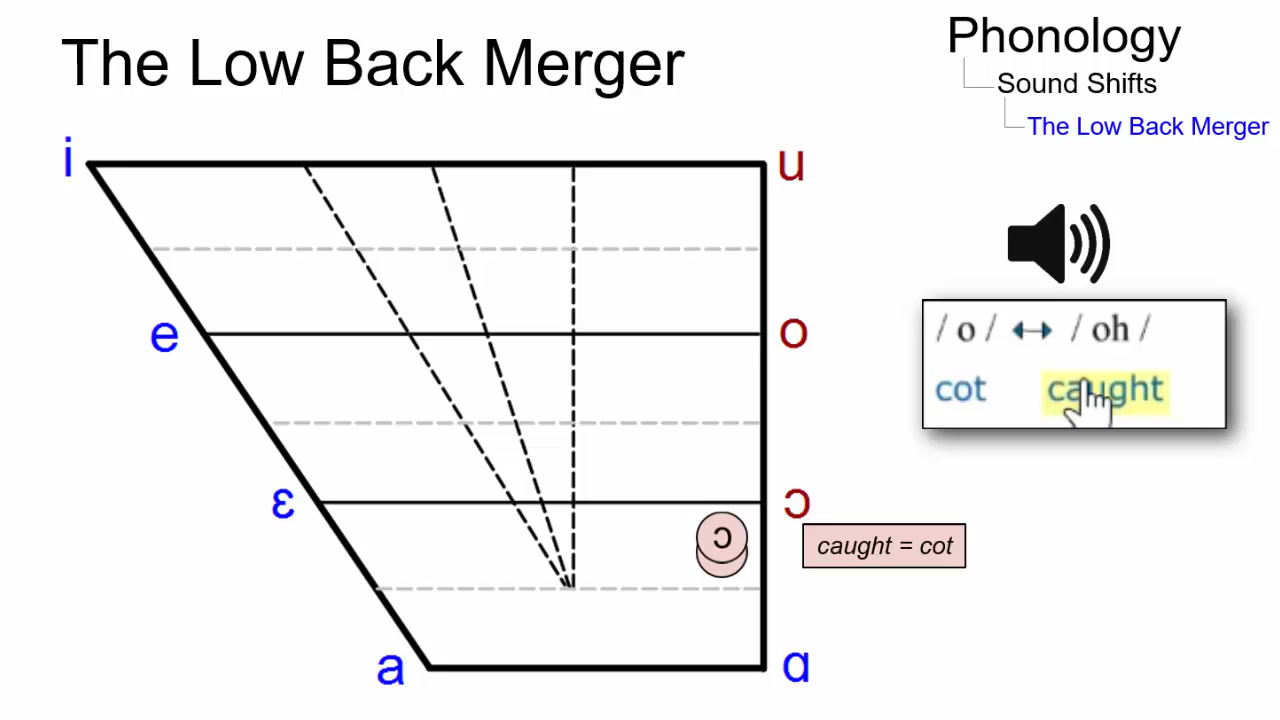 The Low Back Merger
Phonology
Sound Shifts
The Low Back Merger
i
u
/ o / ↔ / oh /
cot caught
e
o
ɛ
ɔ
ɔ
caught = cot
a
ɑ